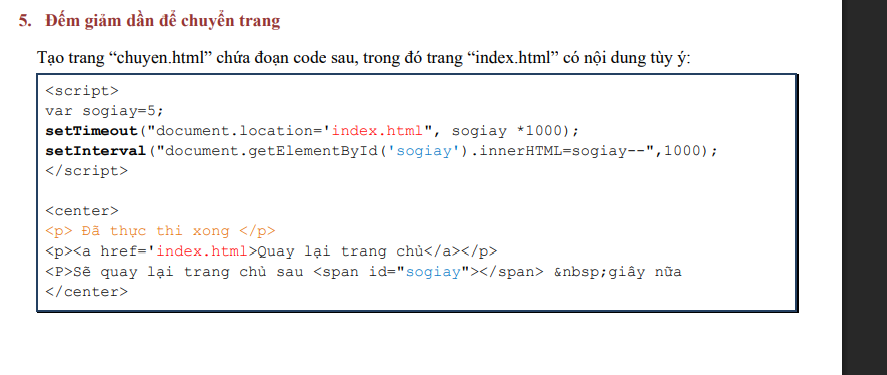 5. Đếm giảm dần để chuyển trang
Tạo trang “chuyen.html” chứa đoạn code sau, trong đó trang “index.html” có nội dung tùy ý:
<script>
var sogiay=5;
setTimeout("document.location='index.html", sogiay *1000);
setInterval("document.getElementById('sogiay').innerHTML=sogiay--",1000);
</script>
<center>
<p> Đã thực thi xong </p>
<p><a href='index.html>Quay lại trang chủ</a></p>
<P>Sẽ quay lại trang chủ sau <span id="sogiay"></span> &nbsp;giây nữa
</center>